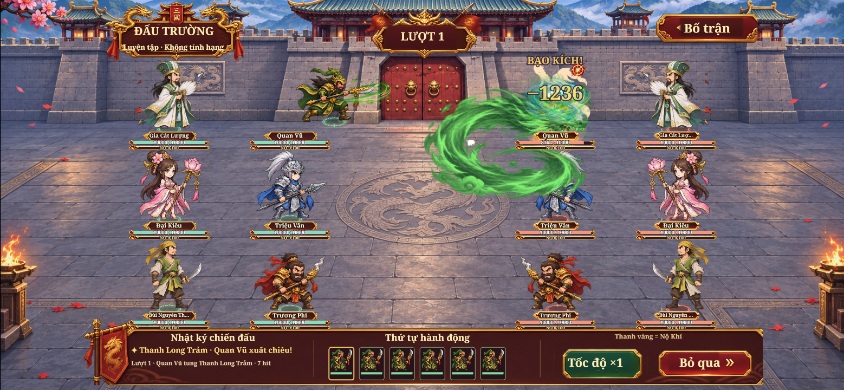 ĐẤU TRƯỜNG
Luyện tập · Không tính hạng
LƯỢT 1
Bố trận
BẠO KÍCH!
-1236
Gia Cát Lượng
Quan Vũ
Quan Vũ
Gia Cát Lượ...
Đại Kiều
Triệu Vân
Triệu Vân
Đại Kiều
Trương Phi
Trương Phi
Nhật ký chiến đấu
✦ Thanh Long Trảm · Quan Vũ xuất chiêu!
Lượt 1 · Quan Vũ tung Thanh Long Trảm · 7 hit
Thứ tự hành động
Thanh vàng = Nộ Khí
Tốc độ ×1
Bỏ qua »